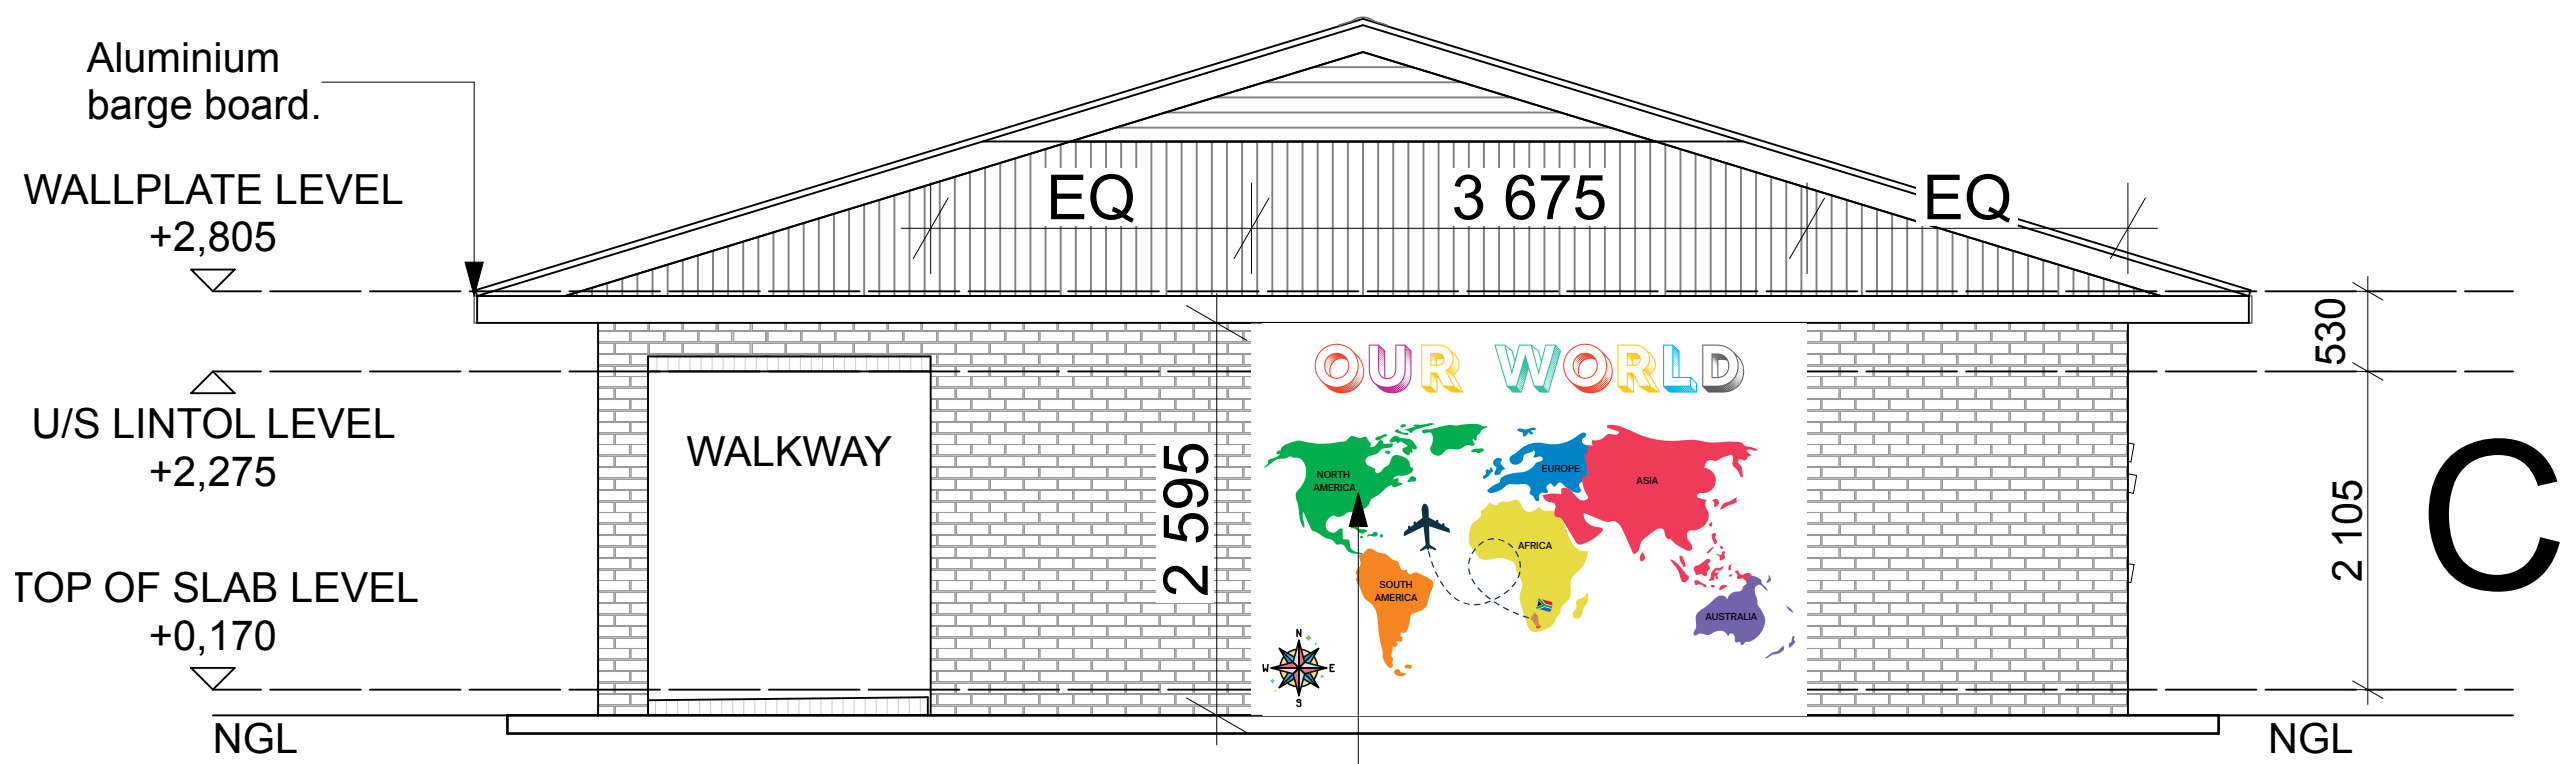 Aluminium
barge board.
WALLPLATE LEVEL
+2,805
EQ
3 675
EQ
530
U/S LINTOL LEVEL
+2,275
WALKWAY
2 595
OUR WORLD
NORTH
AMERICA
EUROPE
ASIA
AFRICA
SOUTH
AMERICA
AUSTRALIA
N
W
E
S
2 105
C
TOP OF SLAB LEVEL
+0,170
NGL
NGL